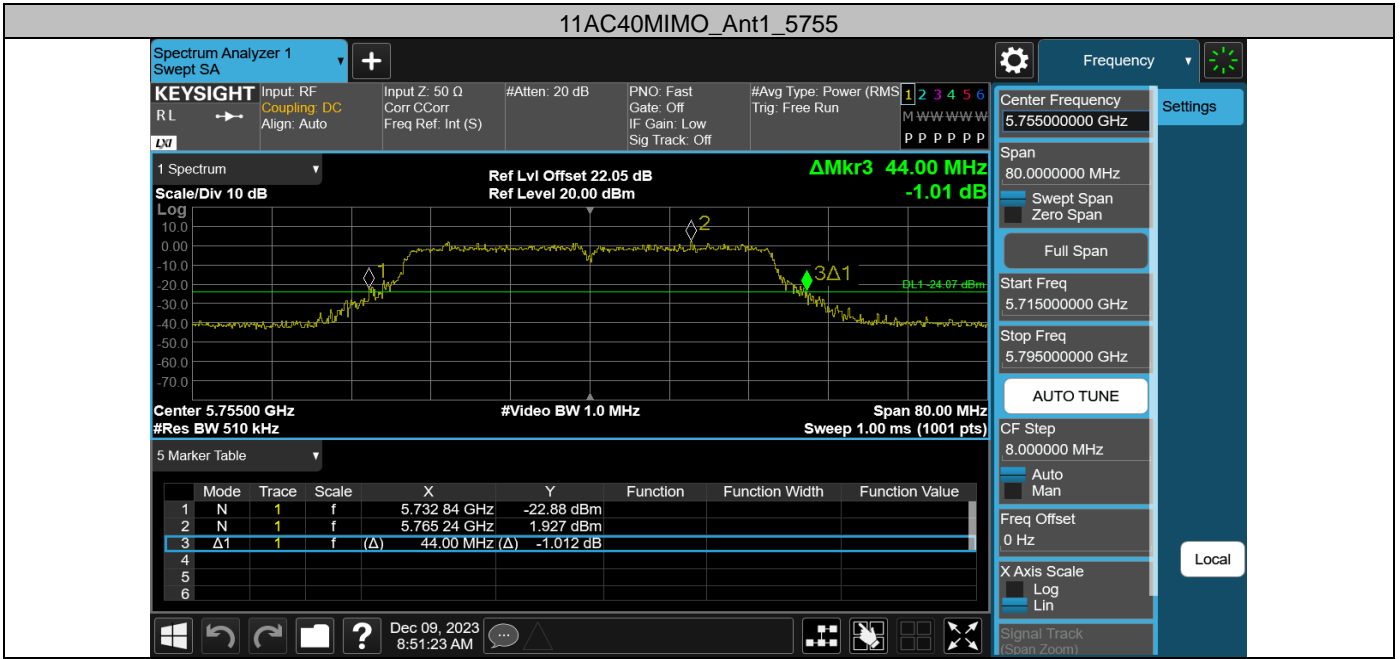 11AC40MIMO_Ant1_5755
Spectrum Analyzer 1
Swept SA
Frequency
KEYSIGHT
RL
LXI
Input: RF
Coupling: DC
Align: Auto
Input Z: 50 Ω
Corr CCorr
Freq Ref: Int (S)
#Atten: 20 dB
PNO: Fast
Gate: Off
IF Gain: Low
Sig Track: Off
#Avg Type: Power (RMS
Trig: Free Run
1 2 3 4 5 6
M W W W W W
P P P P P P
1 Spectrum
Scale/Div 10 dB
Ref Lvl Offset 22.05 dB
Ref Level 20.00 dBm
ΔMkr3 44.00 MHz
-1.01 dB
Log
10.0
0.00
-10.0
-20.0
-30.0
-40.0
-50.0
-60.0
-70.0
1
2
3Δ1
DL1 -24.07 dBm
Center 5.75500 GHz
#Video BW 1.0 MHz
Span 80.00 MHz
#Res BW 510 kHz
Sweep 1.00 ms (1001 pts)
5 Marker Table
Mode Trace Scale X Y Function Function Width Function Value
1 N 1 f 5.732 84 GHz -22.88 dBm
2 N 1 f 5.765 24 GHz 1.927 dBm
3 Δ1 1 f (Δ) 44.00 MHz (Δ) -1.012 dB
4
5
6
Dec 09, 2023
8:51:23 AM
Center Frequency
5.755000000 GHz
Settings
Span
80.0000000 MHz
Swept Span
Zero Span
Full Span
Start Freq
5.715000000 GHz
Stop Freq
5.795000000 GHz
AUTO TUNE
CF Step
8.000000 MHz
Auto
Man
Freq Offset
0 Hz
X Axis Scale
Log
Lin
Signal Track
(Span Zoom)
Local